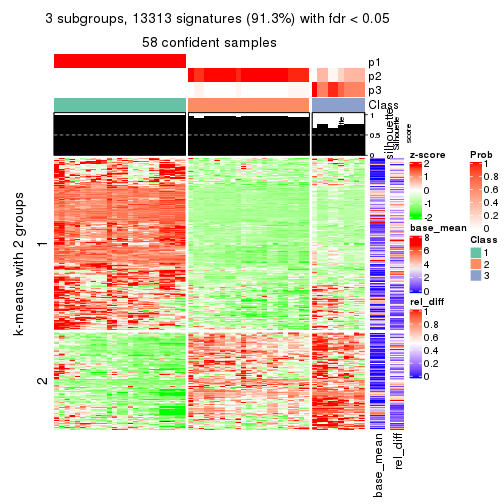 3 subgroups, 13313 signatures (91.3%) with fdr < 0.05
58 confident samples
p1
p2
p3
Class
1
0.5
0
silhouette
Silhouette
score
k-means with 2 groups
1
2
base_mean
rel_diff
z-score
2
1
0
-1
-2
base_mean
8
6
4
2
0
rel_diff
1
0.8
0.6
0.4
0.2
0
Prob
1
0.8
0.6
0.4
0.2
0
Class
1
2
3